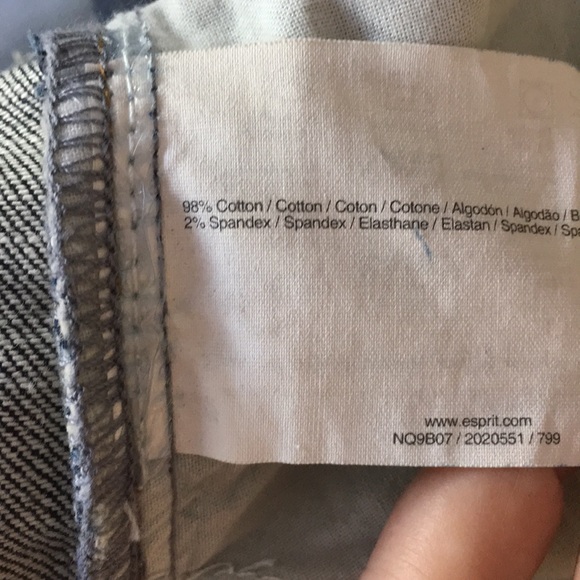 98% Cotton / Cotton / Coton / Cotone / Algodón / Algodão / B
2% Spandex / Spandex / Elasthane / Elastan / Spandex / Spa
www.esprit.com
NQ9B07 / 2020551 / 799